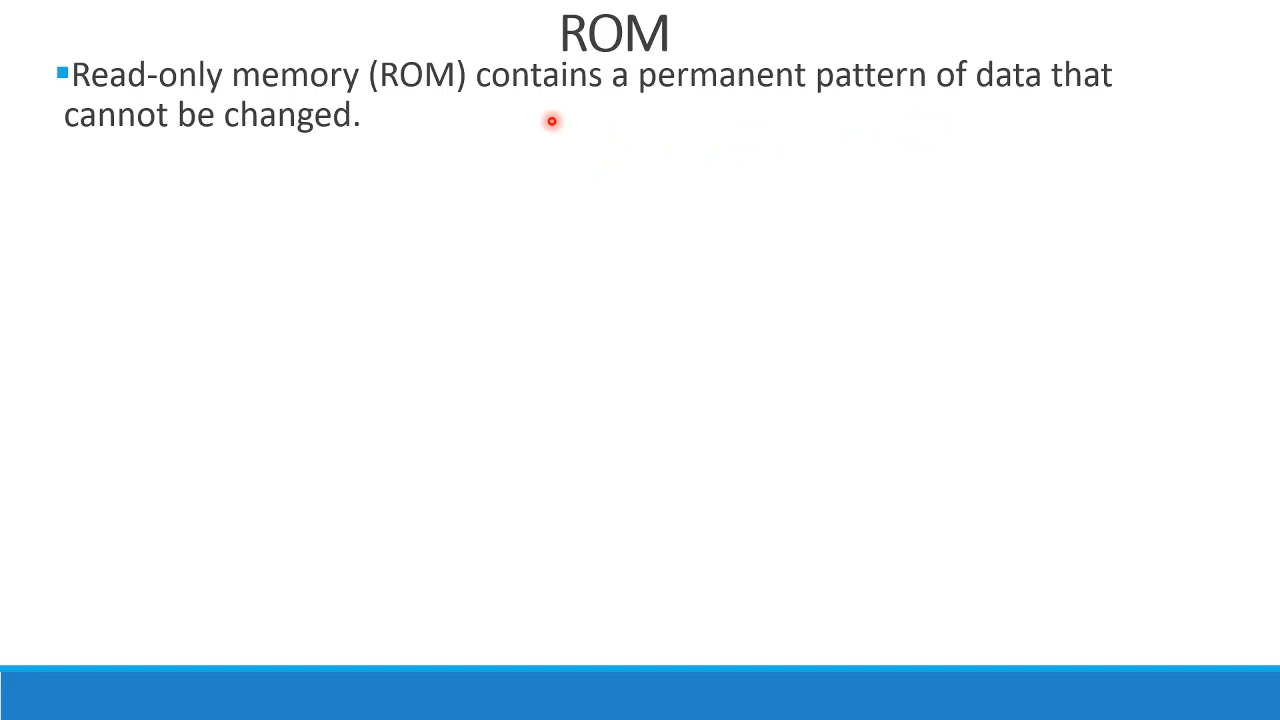 ROM
Read-only memory (ROM) contains a permanent pattern of data that
cannot be changed.